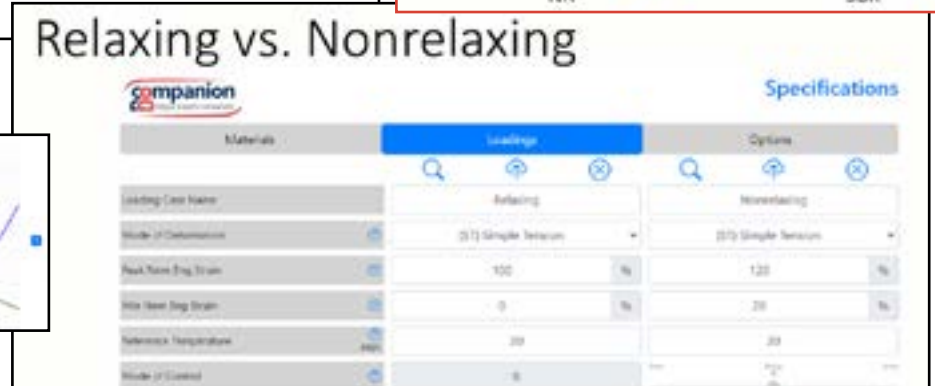 Relaxing vs. Nonrelaxing
companion
Specifications
Materials Loadings Options
Loading Case Name Relaxing Nonrelaxing
Mode of Deformation (ST) Simple Tension (ST) Simple Tension
Peak Nom Eng Strain 100 % 120 %
Min Nom Eng Strain 0 % 20 %
Reference Temperature 20 20
Mode of Control